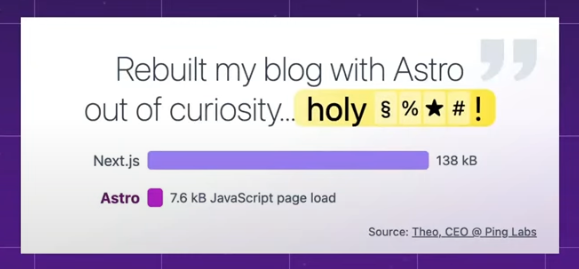 Rebuilt my blog with Astro
out of curiosity... holy §%★#!
Next.js 138 kB
Astro 7.6 kB JavaScript page load
Source: Theo, CEO @ Ping Labs